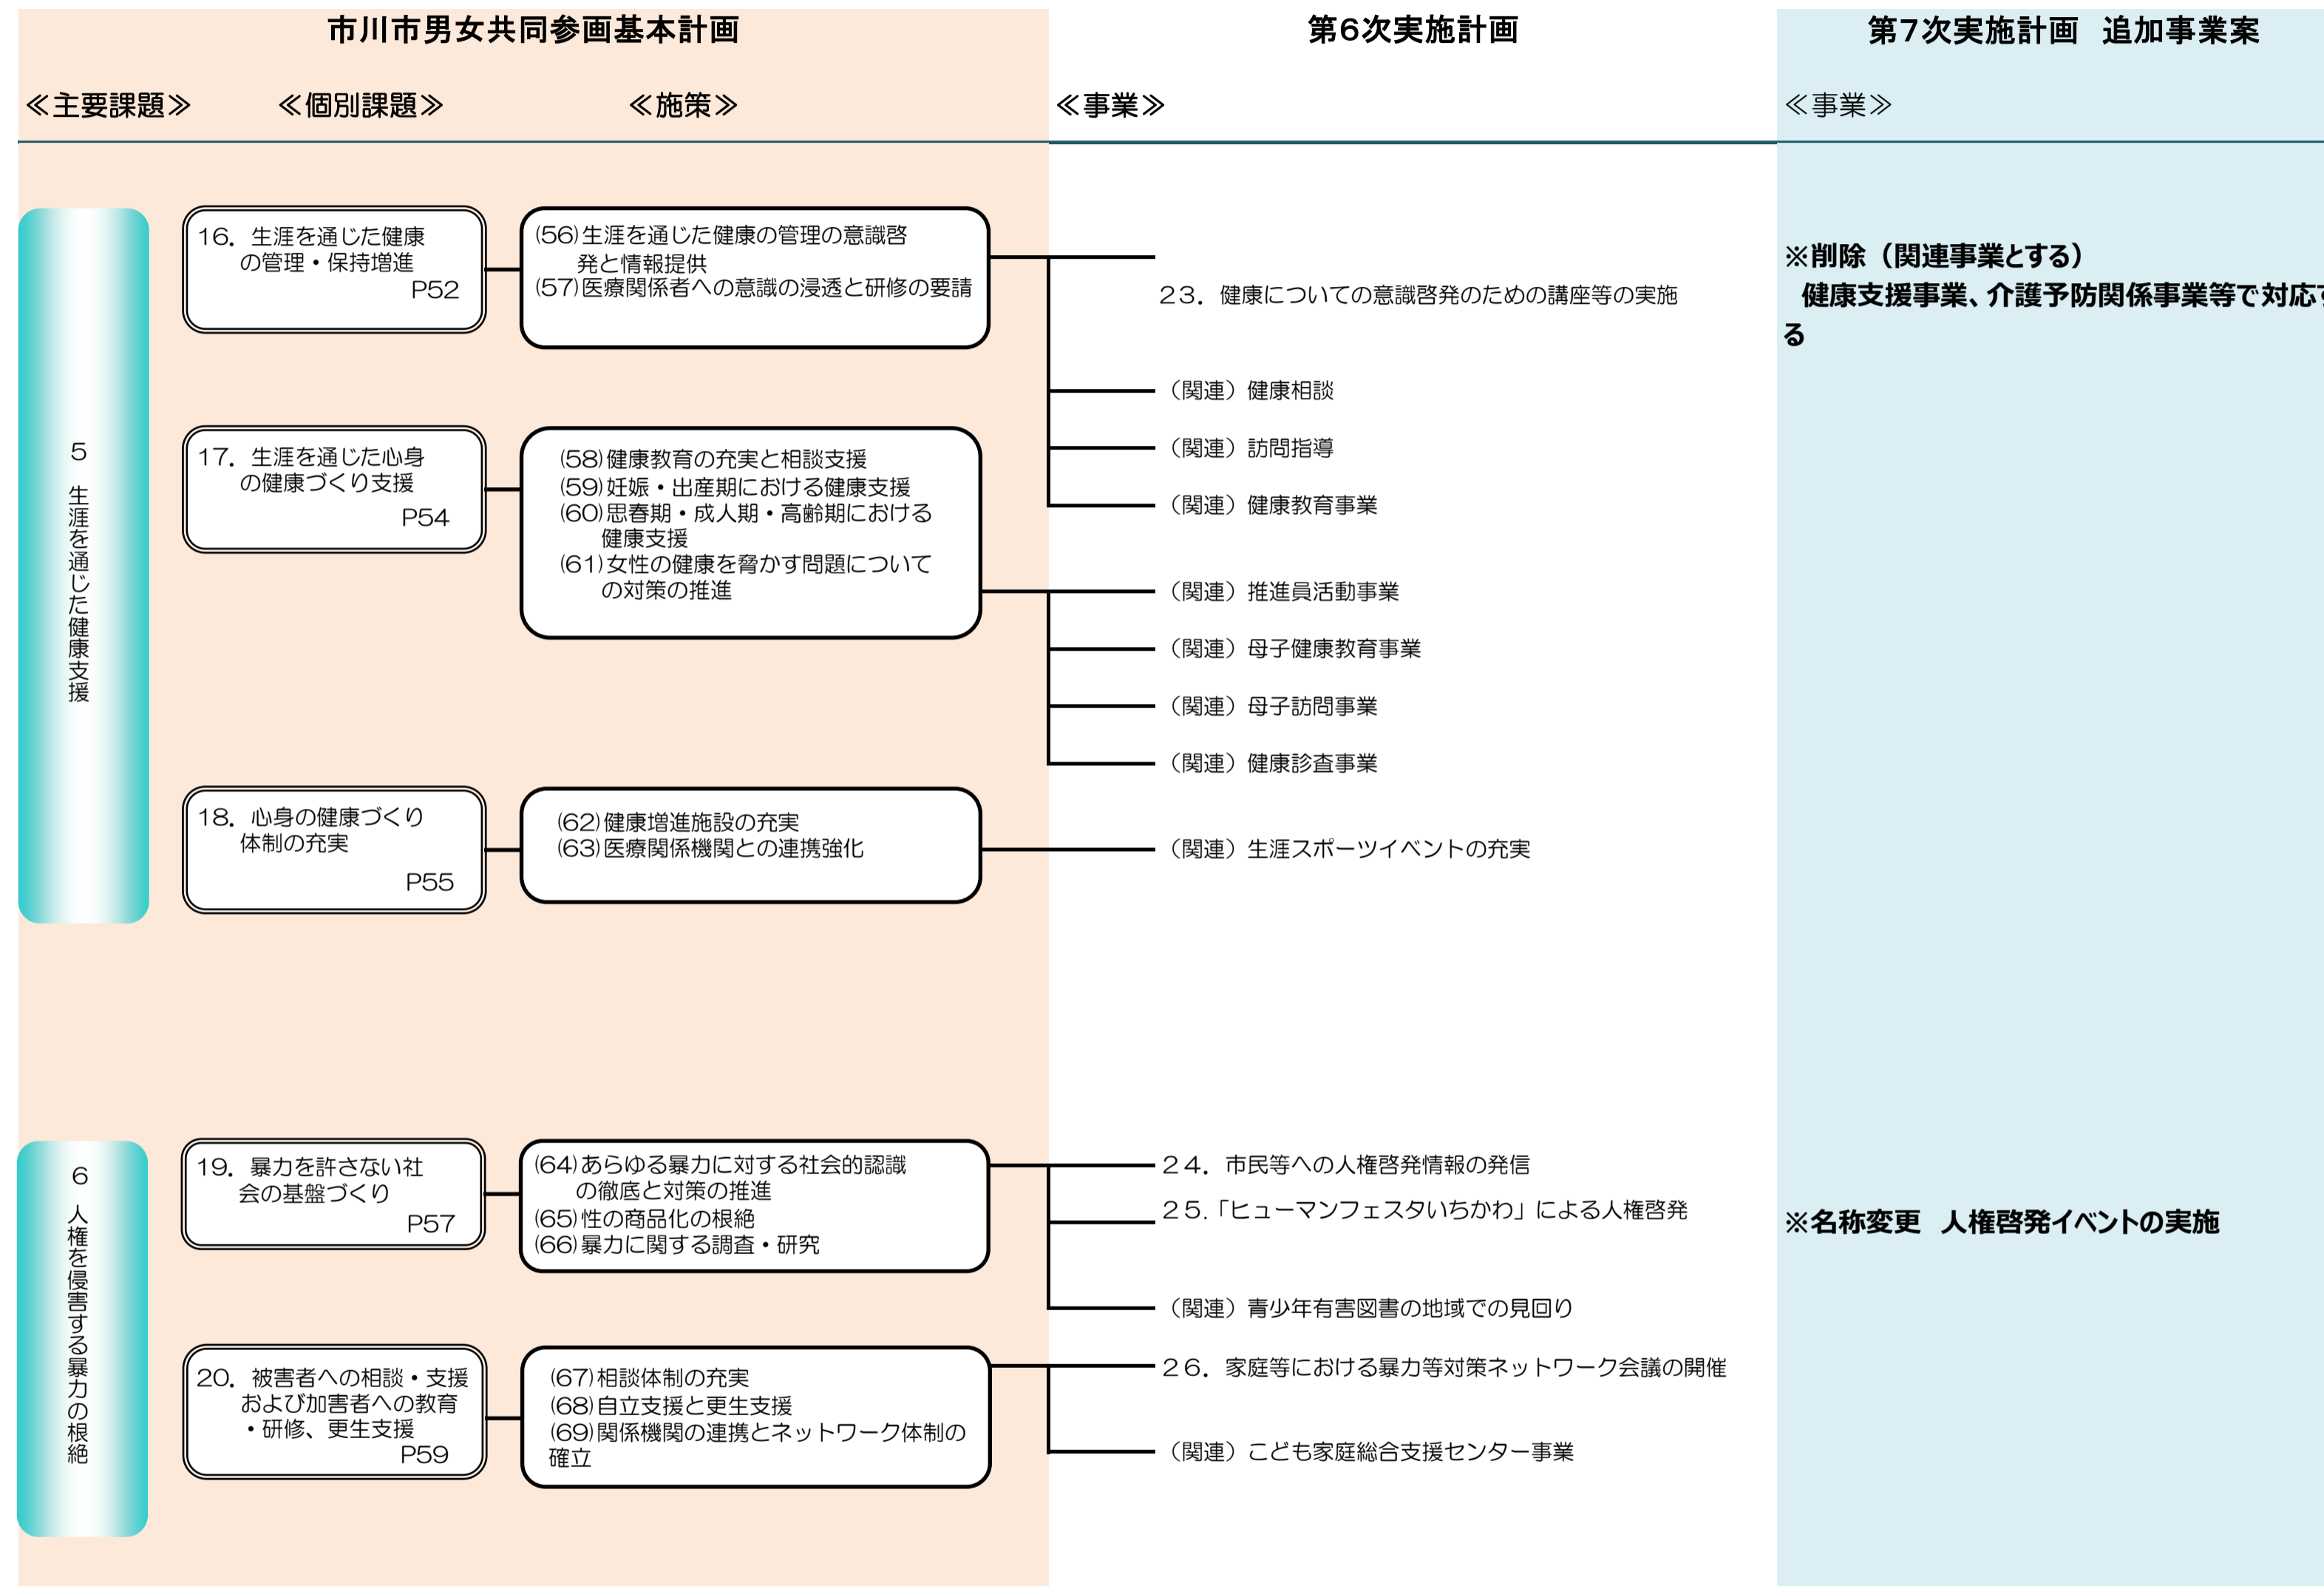 市川市男女共同参画基本計画
第6次実施計画
第7次実施計画 追加事業案
≪主要課題≫
≪個別課題≫
≪施策≫
≪事業≫
≪事業≫
5 生涯を通じた健康支援
16．生涯を通じた健康
の管理・保持増進
P52
(56)生涯を通じた健康の管理の意識啓
発と情報提供
(57)医療関係者への意識の浸透と研修の要請
23．健康についての意識啓発のための講座等の実施
※削除（関連事業とする）
健康支援事業、介護予防関係事業等で対応す
る
（関連）健康相談
（関連）訪問指導
（関連）健康教育事業
17．生涯を通じた心身
の健康づくり支援
P54
(58)健康教育の充実と相談支援
(59)妊娠・出産期における健康支援
(60)思春期・成人期・高齢期における
健康支援
(61)女性の健康を脅かす問題について
の対策の推進
（関連）推進員活動事業
（関連）母子健康教育事業
（関連）母子訪問事業
（関連）健康診査事業
18．心身の健康づくり
体制の充実
P55
(62)健康増進施設の充実
(63)医療関係機関との連携強化
（関連）生涯スポーツイベントの充実
6 人権を侵害する暴力の根絶
19．暴力を許さない社
会の基盤づくり
P57
(64)あらゆる暴力に対する社会的認識
の徹底と対策の推進
(65)性の商品化の根絶
(66)暴力に関する調査・研究
24．市民等への人権啓発情報の発信
25．「ヒューマンフェスタいちかわ」による人権啓発
※名称変更 人権啓発イベントの実施
（関連）青少年有害図書の地域での見回り
20．被害者への相談・支援
および加害者への教育
・研修、更生支援
P59
(67)相談体制の充実
(68)自立支援と更生支援
(69)関係機関の連携とネットワーク体制の
確立
26．家庭等における暴力等対策ネットワーク会議の開催
（関連）こども家庭総合支援センター事業